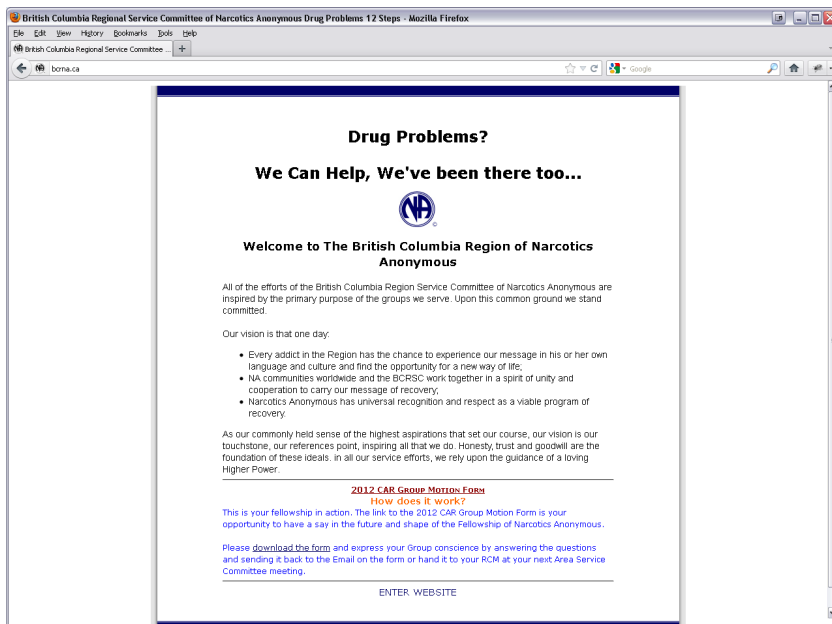 British Columbia Regional Service Committee of Narcotics Anonymous Drug Problems 12 Steps - Mozilla Firefox
File Edit View History Bookmarks Tools Help
British Columbia Regional Service Committee ...
bcrna.ca
Google
Drug Problems?
We Can Help, We've been there too...
NA
Welcome to The British Columbia Region of Narcotics
Anonymous
All of the efforts of the British Columbia Region Service Committee of Narcotics Anonymous are
inspired by the primary purpose of the groups we serve. Upon this common ground we stand
committed.
Our vision is that one day:
• Every addict in the Region has the chance to experience our message in his or her own
language and culture and find the opportunity for a new way of life;
• NA communities worldwide and the BCRSC work together in a spirit of unity and
cooperation to carry our message of recovery;
• Narcotics Anonymous has universal recognition and respect as a viable program of
recovery.
As our commonly held sense of the highest aspirations that set our course, our vision is our
touchstone, our references point, inspiring all that we do. Honesty, trust and goodwill are the
foundation of these ideals. in all our service efforts, we rely upon the guidance of a loving
Higher Power.
2012 CAR Group Motion Form
How does it work?
This is your fellowship in action. The link to the 2012 CAR Group Motion Form is your
opportunity to have a say in the future and shape of the Fellowship of Narcotics Anonymous.
Please download the form and express your Group conscience by answering the questions
and sending it back to the Email on the form or hand it to your RCM at your next Area Service
Committee meeting.
ENTER WEBSITE